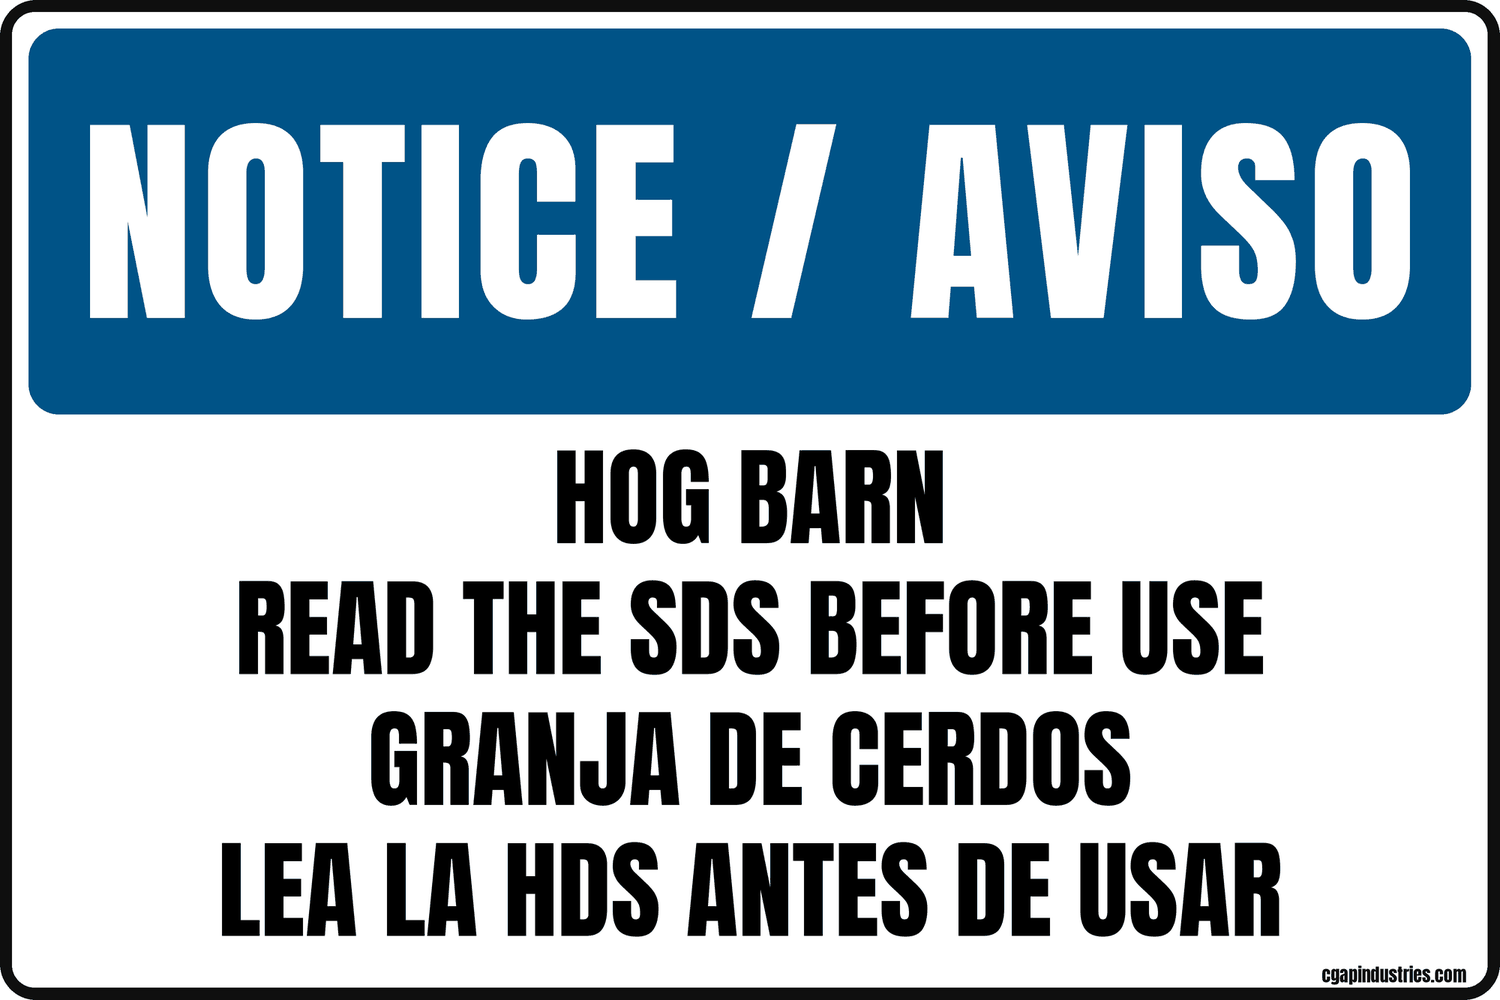 NOTICE / AVISO
HOG BARN
READ THE SDS BEFORE USE
GRANJA DE CERDOS
LEA LA HDS ANTES DE USAR
cgapindustries.com